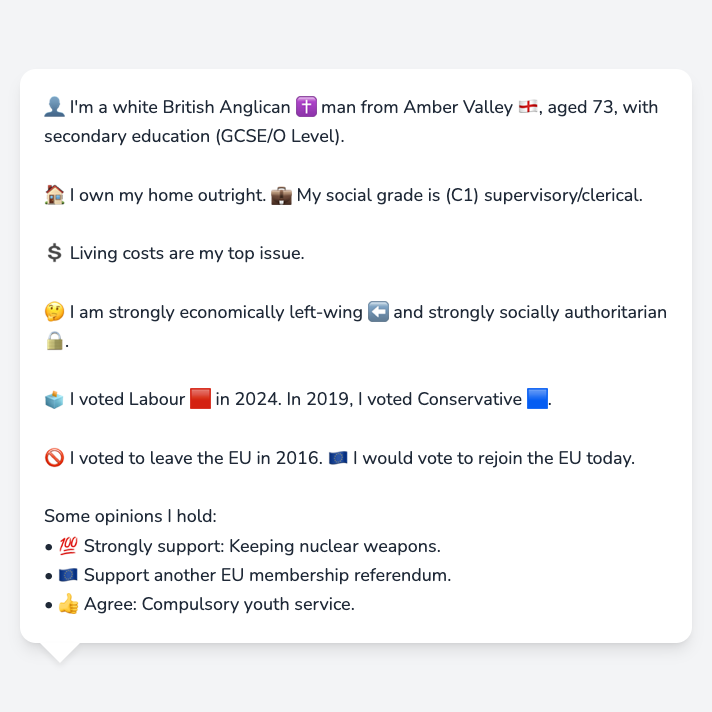 👤 I'm a white British Anglican ✝️ man from Amber Valley 🏴󠁧󠁢󠁥󠁮󠁧󠁿, aged 73, with
secondary education (GCSE/O Level).
🏠 I own my home outright. 💼 My social grade is (C1) supervisory/clerical.
💲 Living costs are my top issue.
🤔 I am strongly economically left-wing ⬅️ and strongly socially authoritarian
🔒.
🗳️ I voted Labour 🟥 in 2024. In 2019, I voted Conservative 🟦.
🚫 I voted to leave the EU in 2016. 🇪🇺 I would vote to rejoin the EU today.
Some opinions I hold:
• 💯 Strongly support: Keeping nuclear weapons.
• 🇪🇺 Support another EU membership referendum.
• 👍 Agree: Compulsory youth service.